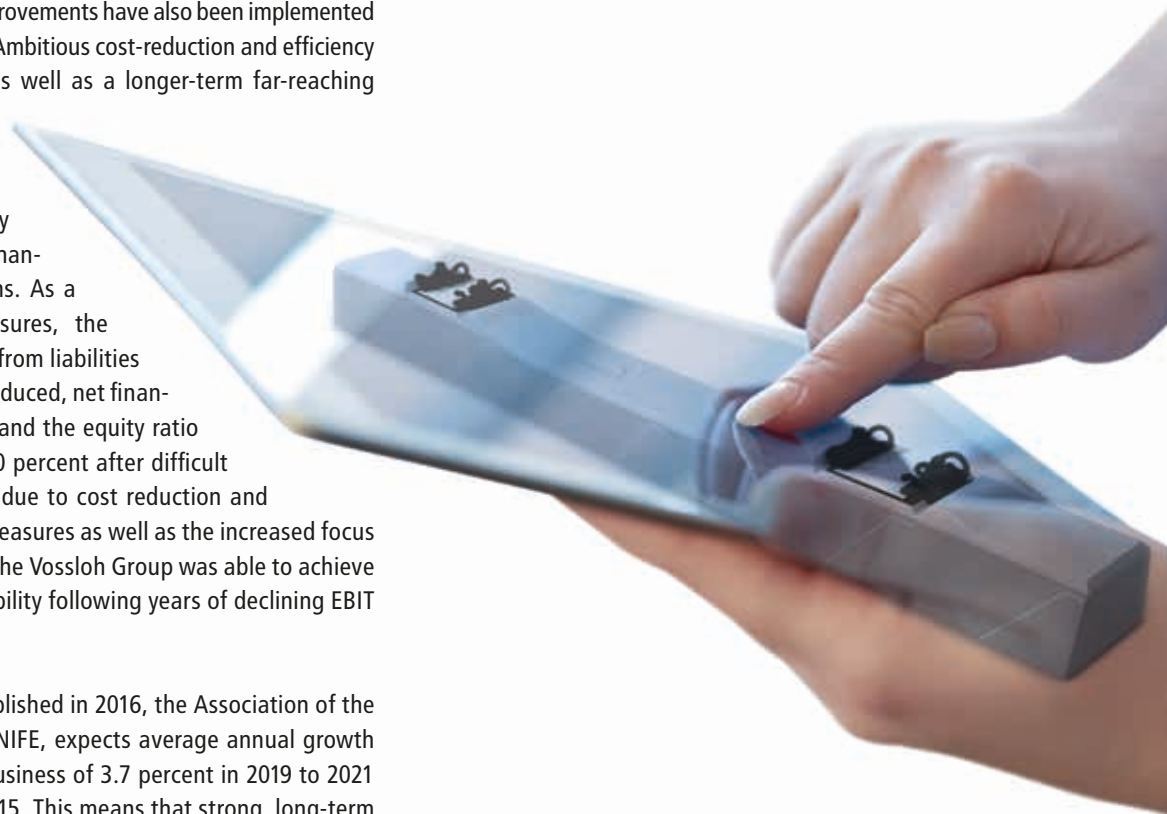 rovements have also been implemented
Ambitious cost-reduction and efficiency
s well as a longer-term far-reaching
y
nan-
ns. As a
sures, the
from liabilities
duced, net finan-
and the equity ratio
0 percent after difficult
due to cost reduction and
easures as well as the increased focus
he Vossloh Group was able to achieve
bility following years of declining EBIT
blished in 2016, the Association of the
NIFE, expects average annual growth
usiness of 3.7 percent in 2019 to 2021
15. This means that strong, long-term